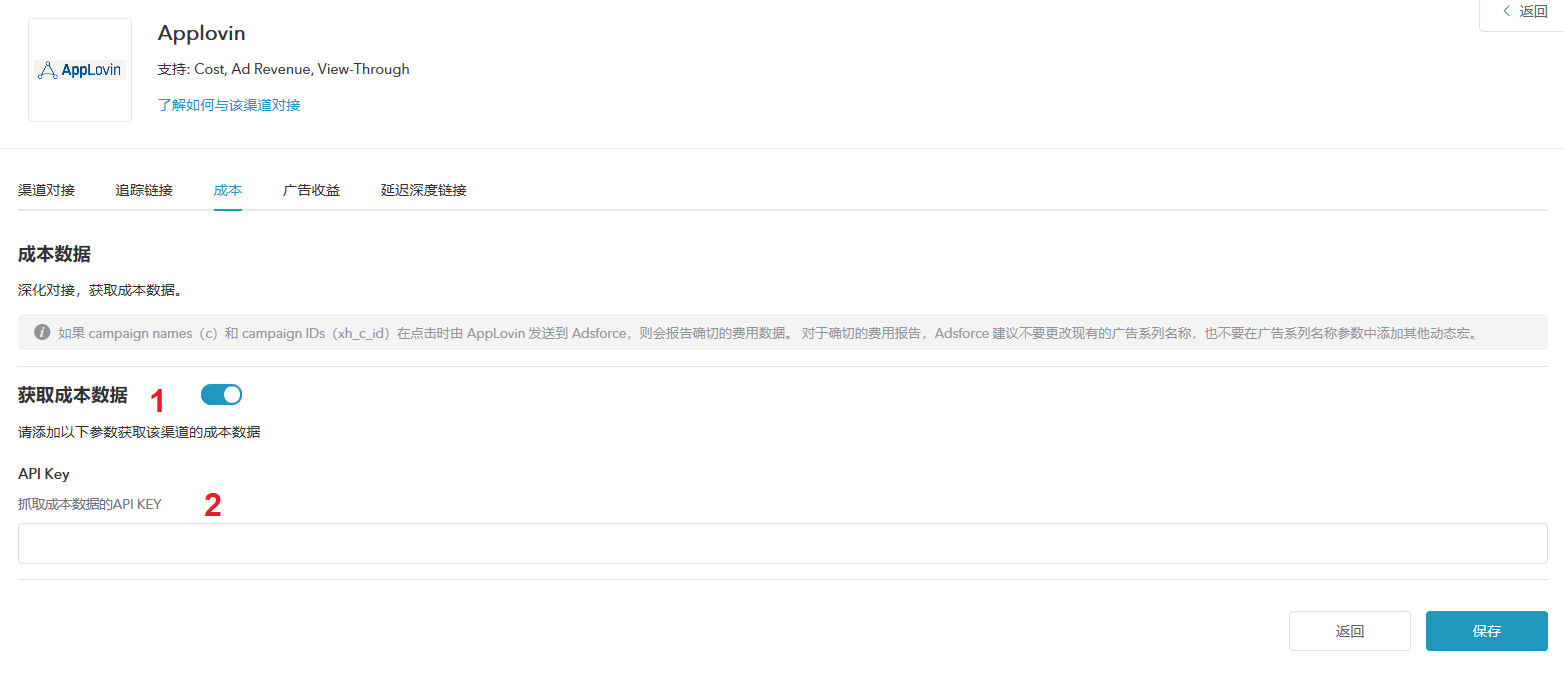 返回
Applovin
AppLovin
支持: Cost, Ad Revenue, View-Through
了解如何与该渠道对接
渠道对接 追踪链接 成本 广告收益 延迟深度链接
成本数据
深化对接，获取成本数据。
如果 campaign names（c）和 campaign IDs（xh_c_id）在点击时由 AppLovin 发送到 Adsforce，则会报告确切的费用数据。 对于确切的费用报告，Adsforce 建议不要更改现有的广告系列名称，也不要在广告系列名称参数中添加其他动态宏。
获取成本数据 1
请添加以下参数获取该渠道的成本数据
API Key
抓取成本数据的API KEY 2
返回 保存